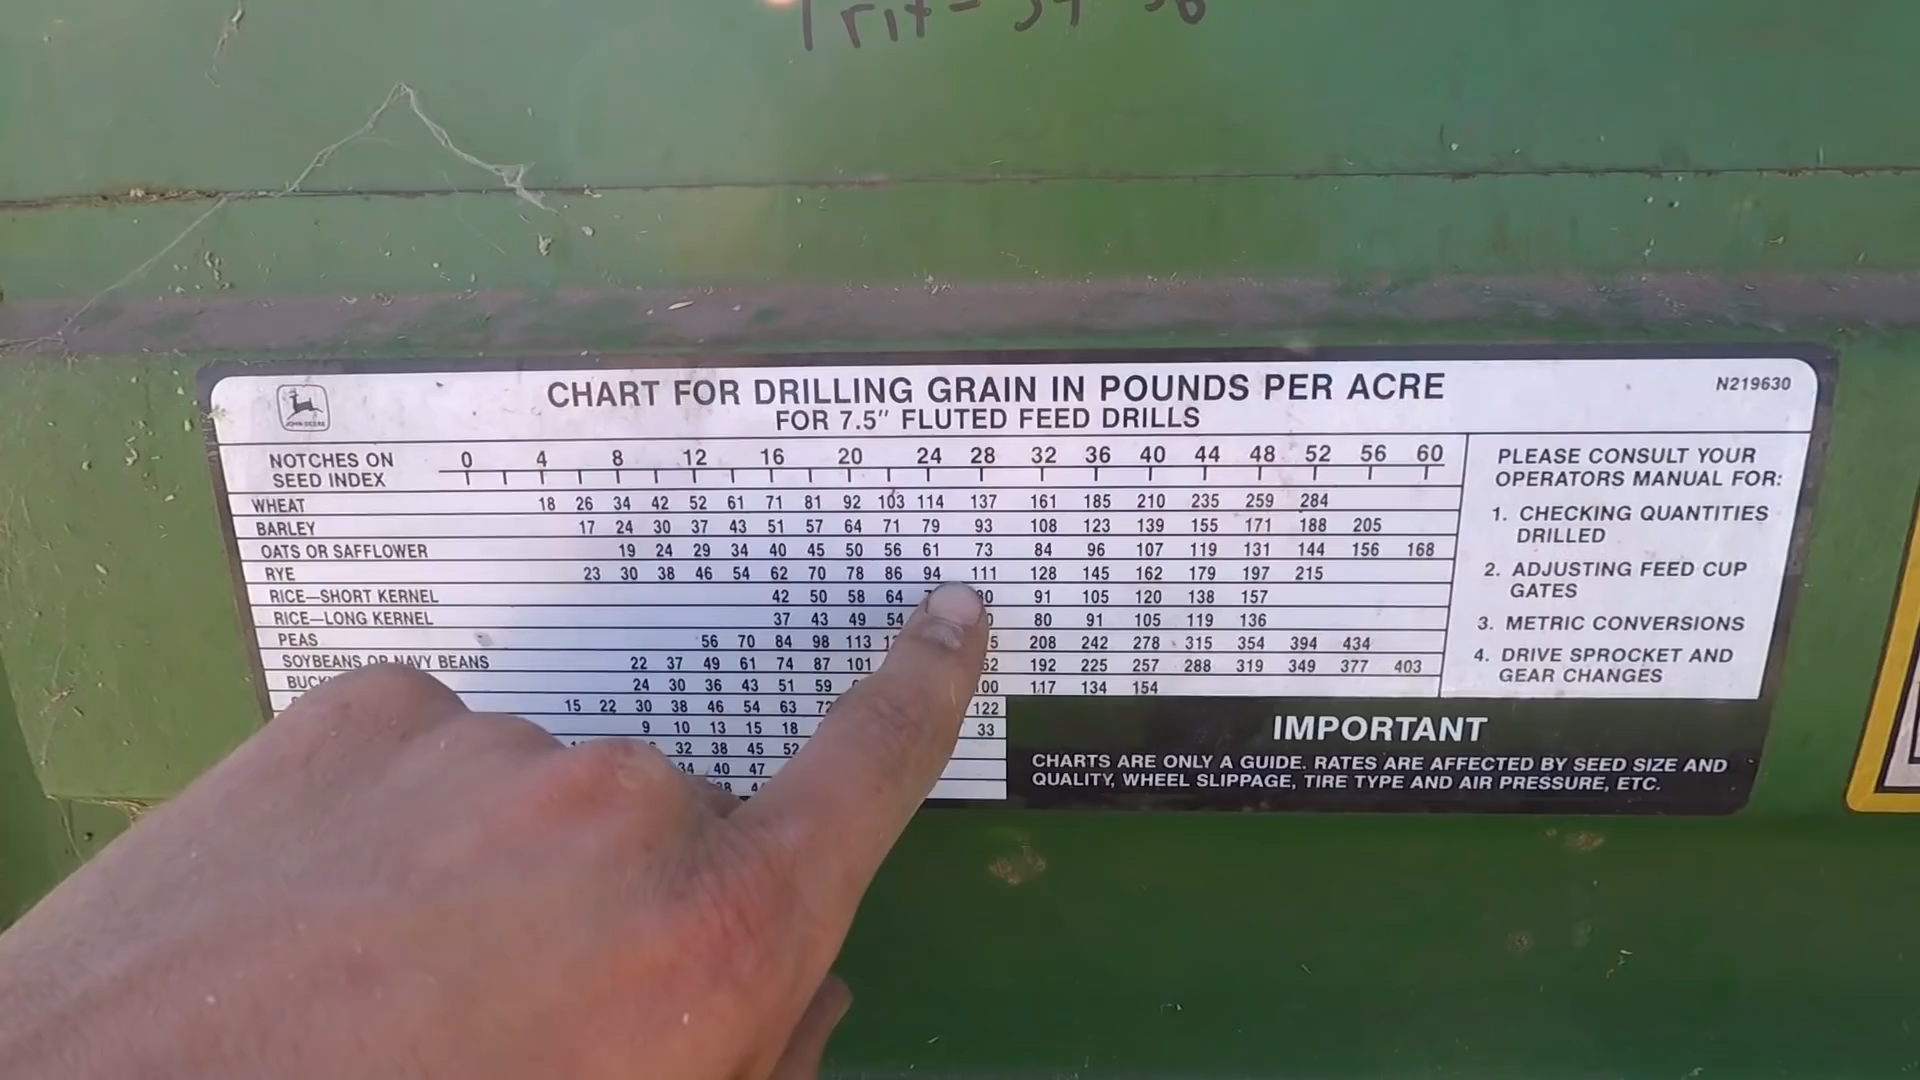 Trit = 34 36
CHART FOR DRILLING GRAIN IN POUNDS PER ACRE
FOR 7.5" FLUTED FEED DRILLS
N219630
JOHN DEERE
NOTCHES ON SEED INDEX 0 4 8 12 16 20 24 28 32 36 40 44 48 52 56 60
WHEAT 18 26 34 42 52 61 71 81 92 103 114 137 161 185 210 235 259 284
BARLEY 17 24 30 37 43 51 57 64 71 79 93 108 123 139 155 171 188 205
OATS OR SAFFLOWER 19 24 29 34 40 45 50 56 61 73 84 96 107 119 131 144 156 168
RYE 23 30 38 46 54 62 70 78 86 94 111 128 145 162 179 197 215
RICE—SHORT KERNEL 42 50 58 64 91 105 120 138 157
RICE—LONG KERNEL 37 43 49 54 80 91 105 119 136
PEAS 56 70 84 98 113 208 242 278 315 354 394 434
SOYBEANS OR NAVY BEANS 22 37 49 61 74 87 101 192 225 257 288 319 349 377 403
24 30 36 43 51 59 100 117 134 154
15 22 30 38 46 54 63 72 122
9 10 13 15 18 33
32 38 45 52
34 40 47
PLEASE CONSULT YOUR
OPERATORS MANUAL FOR:
1. CHECKING QUANTITIES
DRILLED
2. ADJUSTING FEED CUP
GATES
3. METRIC CONVERSIONS
4. DRIVE SPROCKET AND
GEAR CHANGES
IMPORTANT
CHARTS ARE ONLY A GUIDE. RATES ARE AFFECTED BY SEED SIZE AND
QUALITY, WHEEL SLIPPAGE, TIRE TYPE AND AIR PRESSURE, ETC.